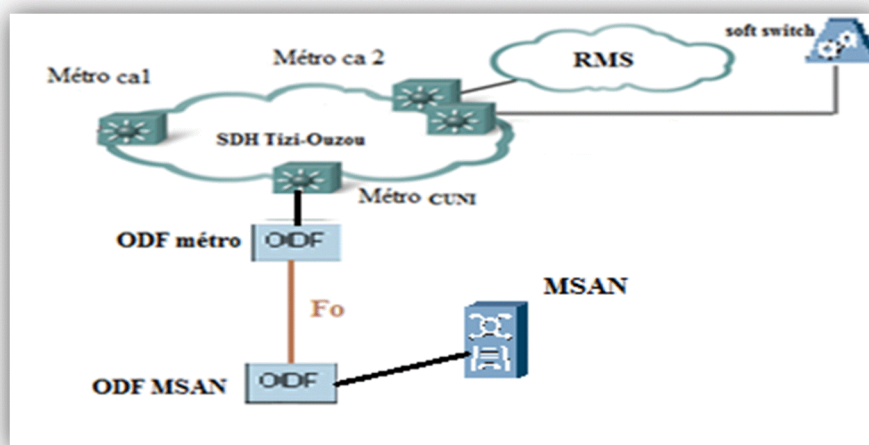 soft switch
Métro ca 2
RMS
Métro ca1
SDH Tizi-Ouzou
Métro CUNI
ODF métro
ODF
Fo
MSAN
ODF MSAN
ODF